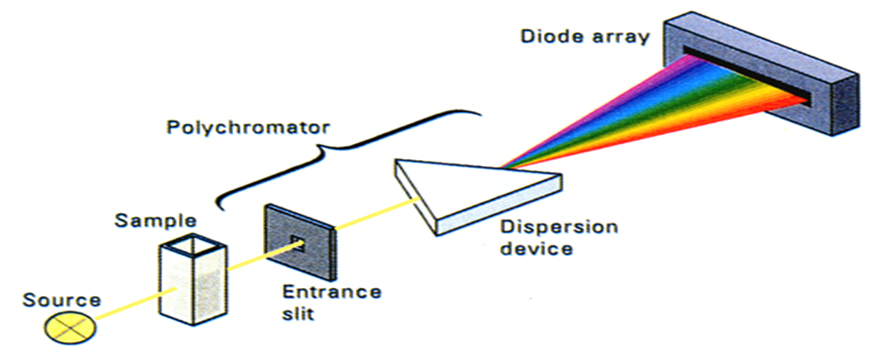 Diode array
Polychromator
Sample
Dispersion
device
Entrance
slit
Source